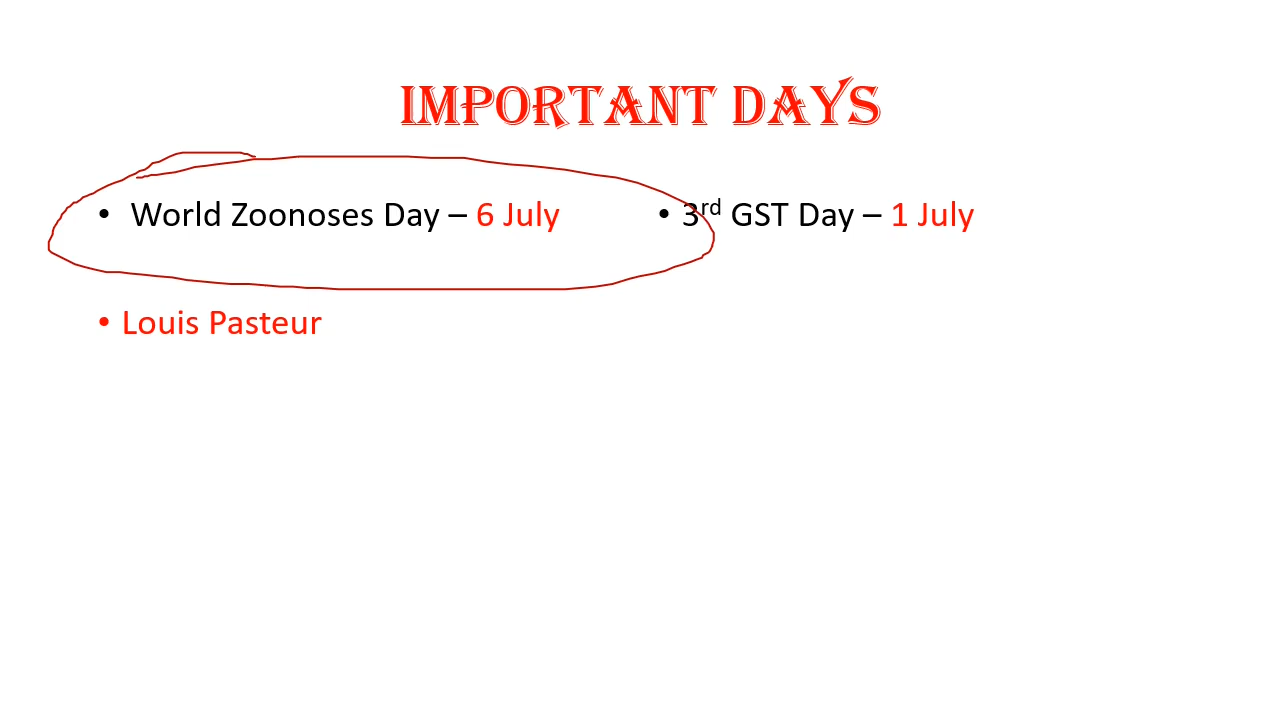 IMPORTANT DAYS
• World Zoonoses Day – 6 July
• Louis Pasteur
• 3rd GST Day – 1 July